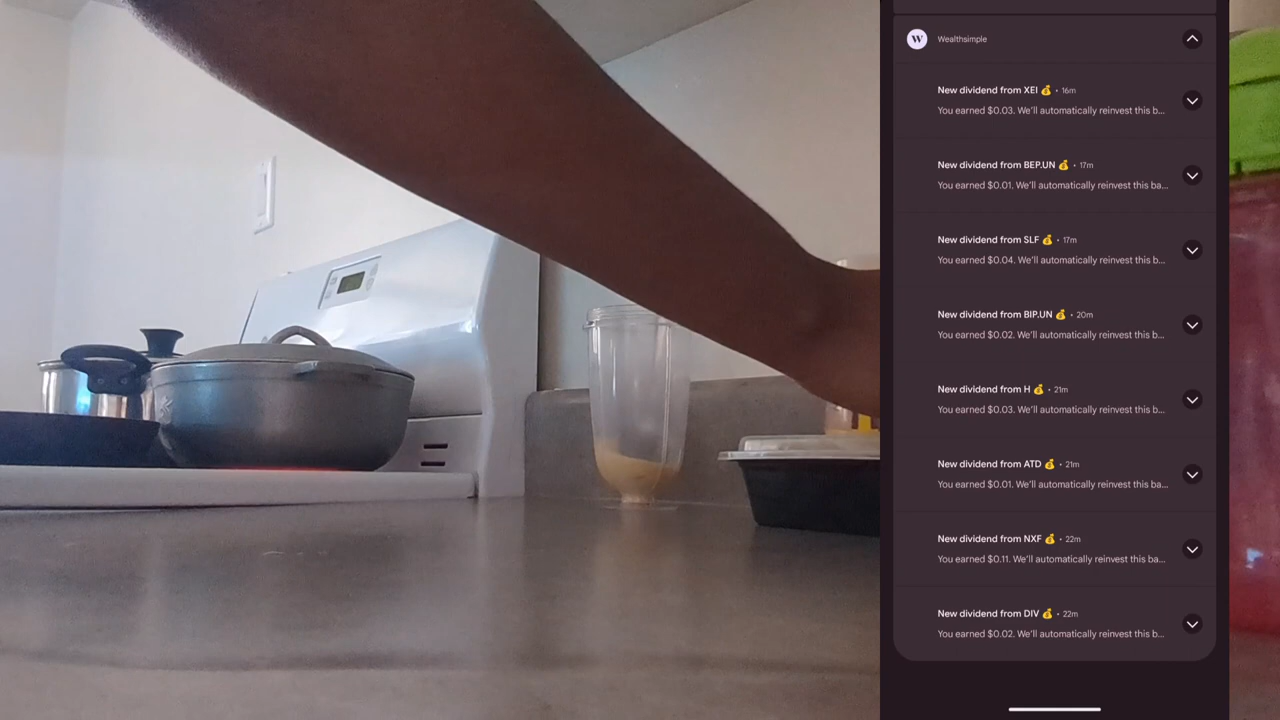 W Wealthsimple
New dividend from XEI 💰 • 16m
You earned $0.03. We'll automatically reinvest this b...
New dividend from BEP.UN 💰 • 17m
You earned $0.01. We'll automatically reinvest this ba...
New dividend from SLF 💰 • 17m
You earned $0.04. We'll automatically reinvest this b...
New dividend from BIP.UN 💰 • 20m
You earned $0.02. We'll automatically reinvest this b...
New dividend from H 💰 • 21m
You earned $0.03. We'll automatically reinvest this b...
New dividend from ATD 💰 • 21m
You earned $0.01. We'll automatically reinvest this ba...
New dividend from NXF 💰 • 22m
You earned $0.11. We'll automatically reinvest this ba...
New dividend from DIV 💰 • 22m
You earned $0.02. We'll automatically reinvest this b...